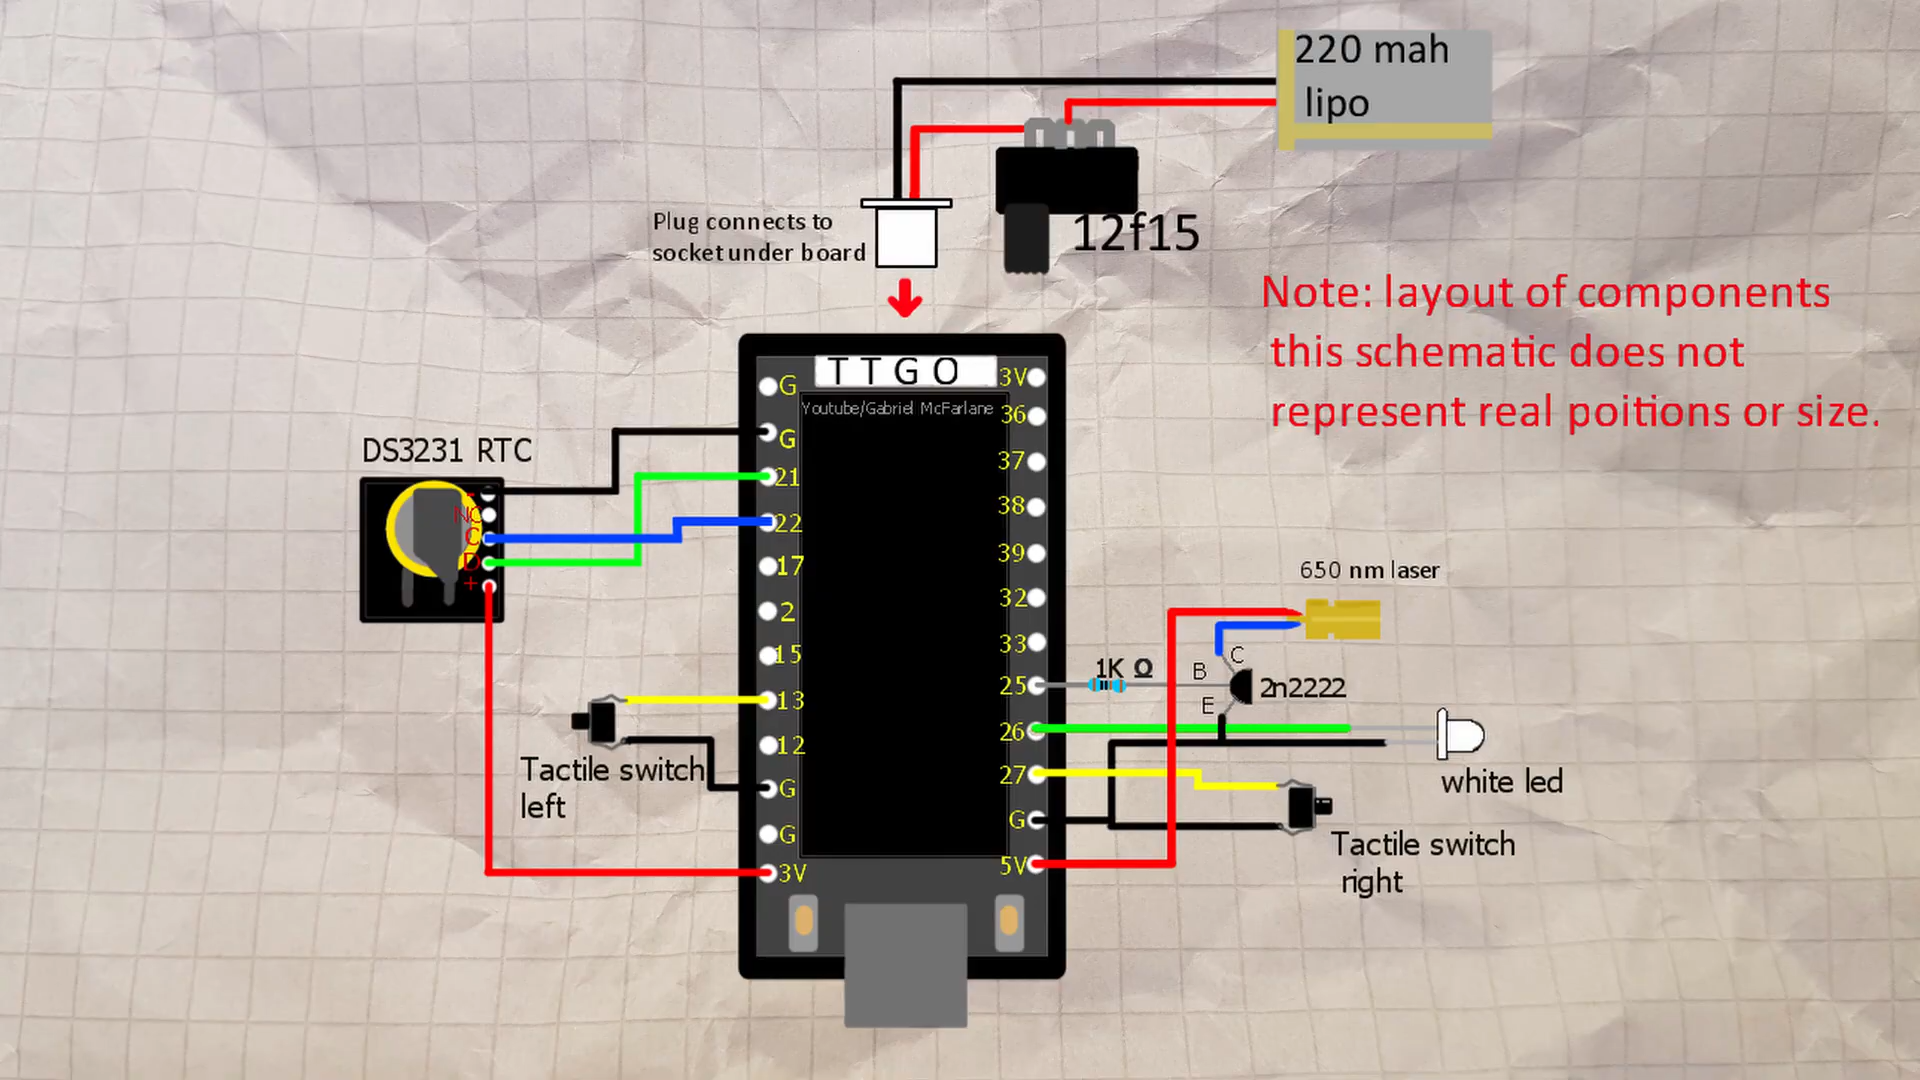 220 mah
lipo
Plug connects to
socket under board
12f15
Note: layout of components
this schematic does not
represent real poitions or size.
TTGO
Youtube/Gabriel McFarlane
G
G
21
22
17
2
15
13
12
G
G
3V
3V
36
37
38
39
32
33
25
26
27
G
5V
DS3231 RTC
-
NC
C
D
+
Tactile switch
left
650 nm laser
1K Ω
B
C
E
2n2222
white led
Tactile switch
right